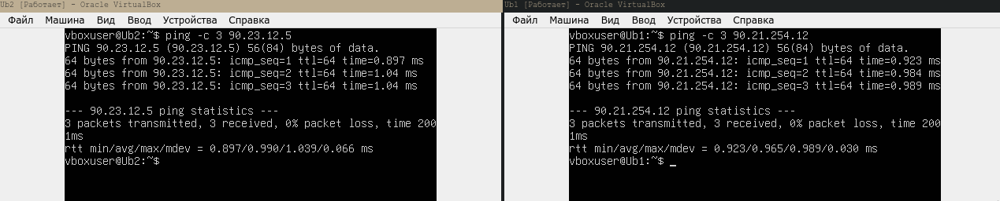 Ub2 [Работает] - Oracle VirtualBox
Файл Машина Вид Ввод Устройства Справка
vboxuser@Ub2:~$ ping -c 3 90.23.12.5
PING 90.23.12.5 (90.23.12.5) 56(84) bytes of data.
64 bytes from 90.23.12.5: icmp_seq=1 ttl=64 time=0.897 ms
64 bytes from 90.23.12.5: icmp_seq=2 ttl=64 time=1.04 ms
64 bytes from 90.23.12.5: icmp_seq=3 ttl=64 time=1.04 ms
--- 90.23.12.5 ping statistics ---
3 packets transmitted, 3 received, 0% packet loss, time 200
1ms
rtt min/avg/max/mdev = 0.897/0.990/1.039/0.066 ms
vboxuser@Ub2:~$
Ub1 [Работает] - Oracle VirtualBox
Файл Машина Вид Ввод Устройства Справка
vboxuser@Ub1:~$ ping -c 3 90.21.254.12
PING 90.21.254.12 (90.21.254.12) 56(84) bytes of data.
64 bytes from 90.21.254.12: icmp_seq=1 ttl=64 time=0.923 ms
64 bytes from 90.21.254.12: icmp_seq=2 ttl=64 time=0.984 ms
64 bytes from 90.21.254.12: icmp_seq=3 ttl=64 time=0.989 ms
--- 90.21.254.12 ping statistics ---
3 packets transmitted, 3 received, 0% packet loss, time 200
1ms
rtt min/avg/max/mdev = 0.923/0.965/0.989/0.030 ms
vboxuser@Ub1:~$ _